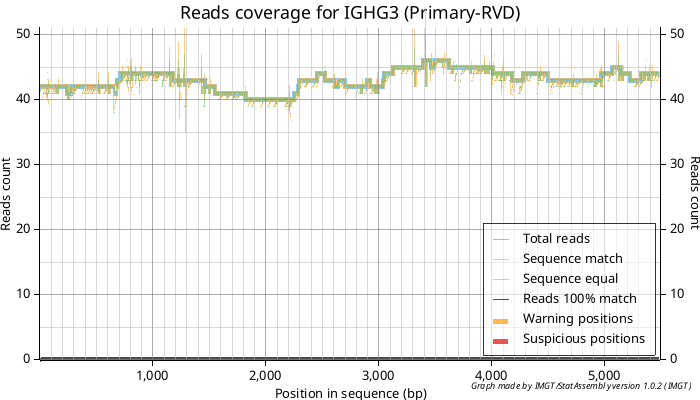 Reads coverage for IGHG3 (Primary-RVD)
50 50
40 40
30 30
20 20
10 10
0 0
Reads count
Reads count
Total reads
Sequence match
Sequence equal
Reads 100% match
Warning positions
Suspicious positions
1,000 2,000 3,000 4,000 5,000
Position in sequence (bp)
Graph made by IMGT/StatAssembly version 1.0.2 (IMGT)